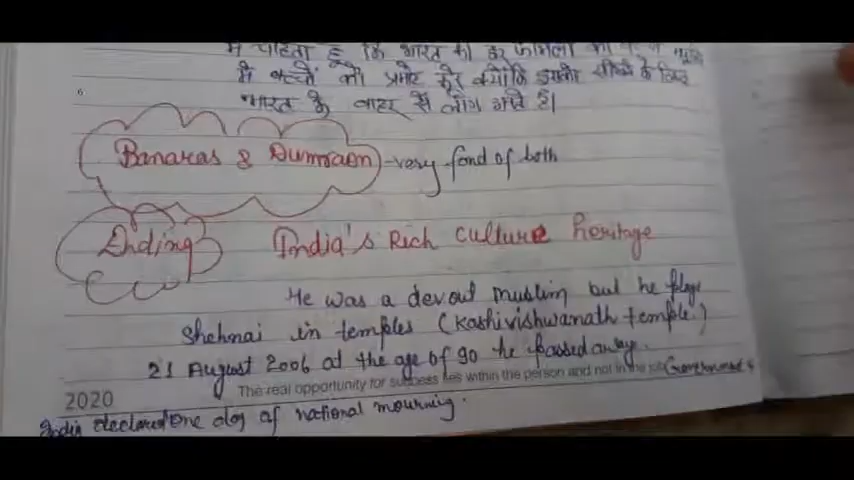 मैं चाहता हूँ कि भारत की हर फैमिली
में बच्चों को करे क्योंकि इसको सीखने के लिए
भारत के बाहर से लोग आते हैं।
Banaras & Dumraon - very fond of both
Ending India's Rich culture heritage
He was a devout muslim but he plays
shehnai in temples (Kashivishwanath temple.)
21 August 2006 at the age of 90 he passed away.
2020 The real opportunity for success lies within the person and not in the job Government of
India declared one day of national mourning.